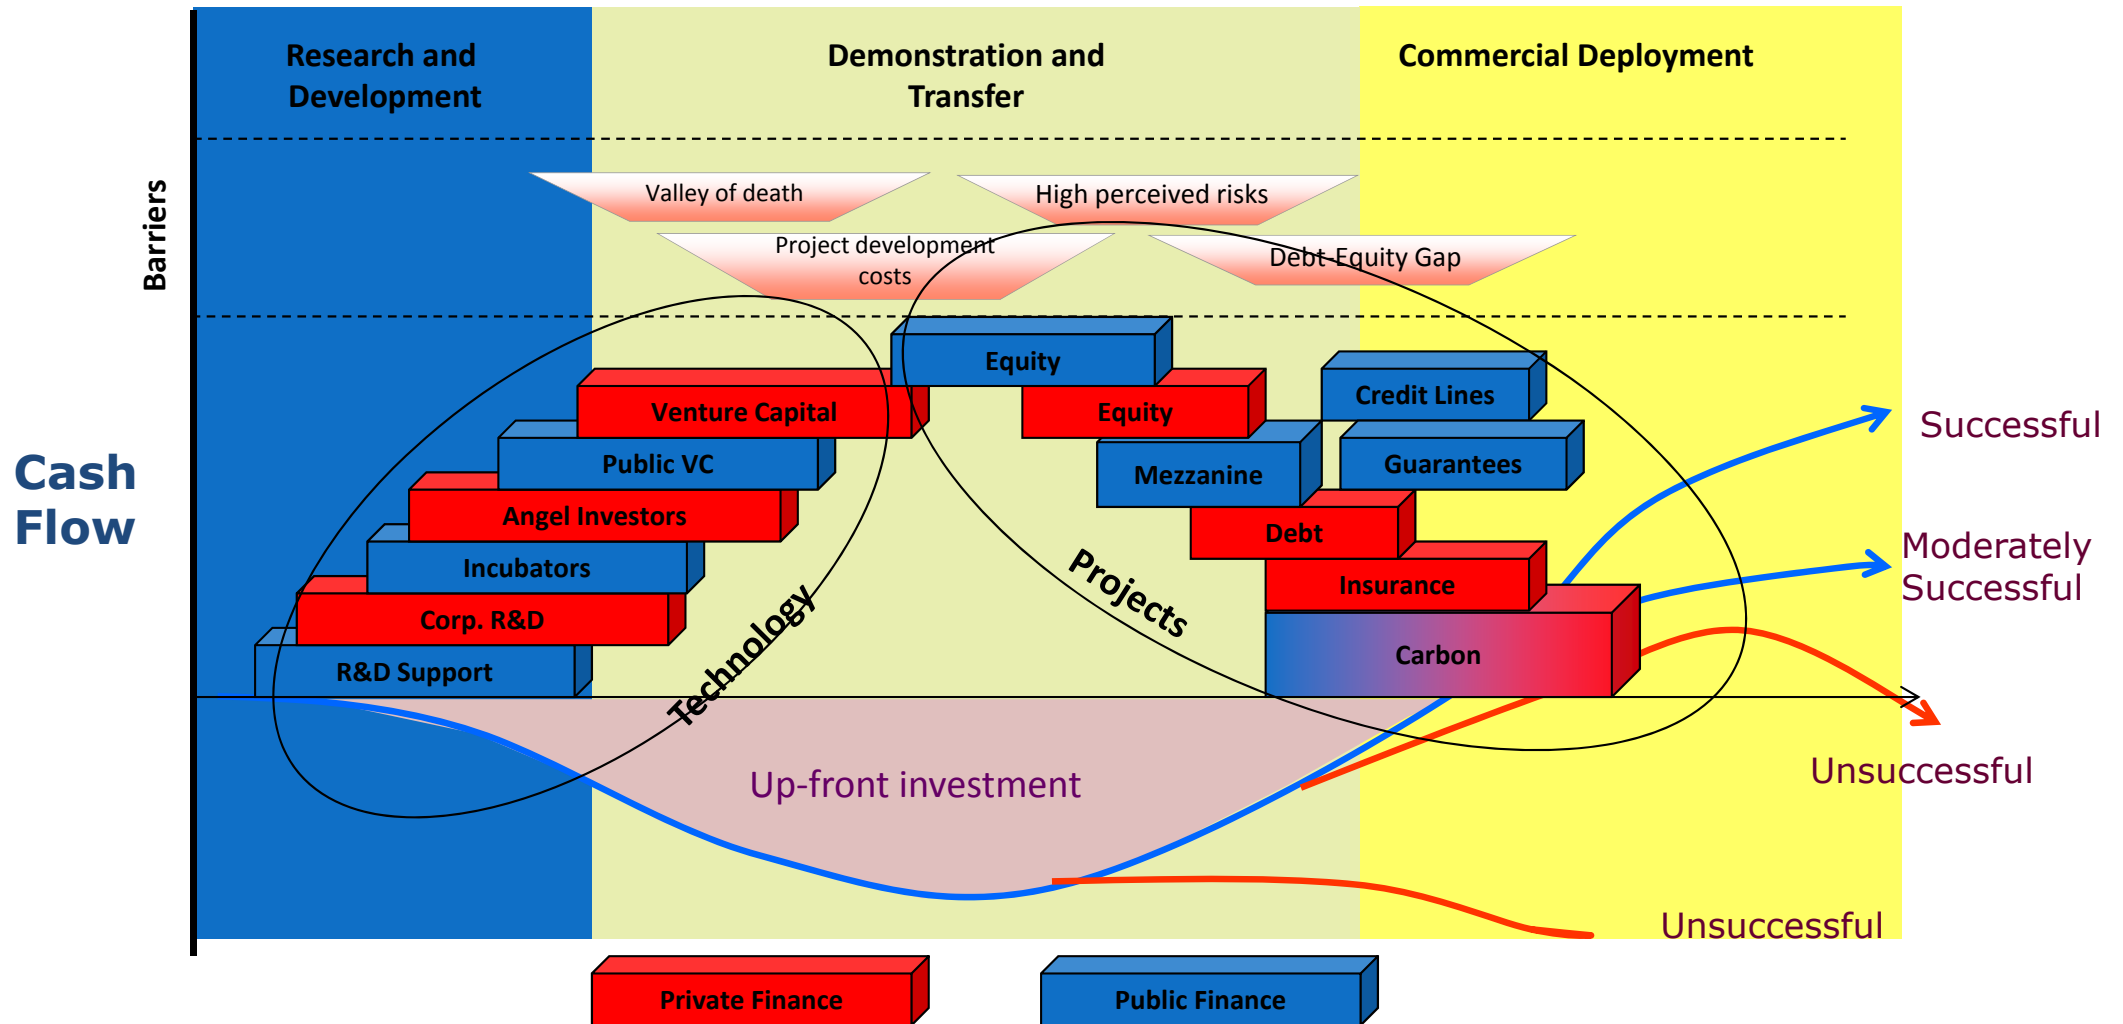 Research and
Development
Demonstration and
Transfer
Commercial Deployment
Barriers
Valley of death
High perceived risks
Project development
costs
Debt-Equity Gap
Cash
Flow
Equity
Venture Capital
Equity
Credit Lines
Public VC
Mezzanine
Guarantees
Angel Investors
Debt
Incubators
Insurance
Corp. R&D
Carbon
R&D Support
Technology
Projects
Successful
Moderately
Successful
Up-front investment
Unsuccessful
Unsuccessful
Private Finance
Public Finance